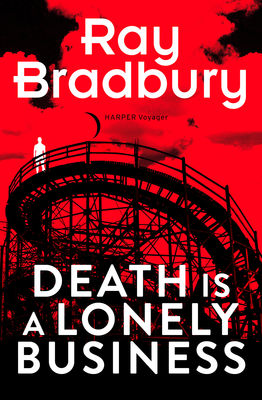 Ray
Bradbury
HARPER Voyager
DEATH IS
A LONELY
BUSINESS